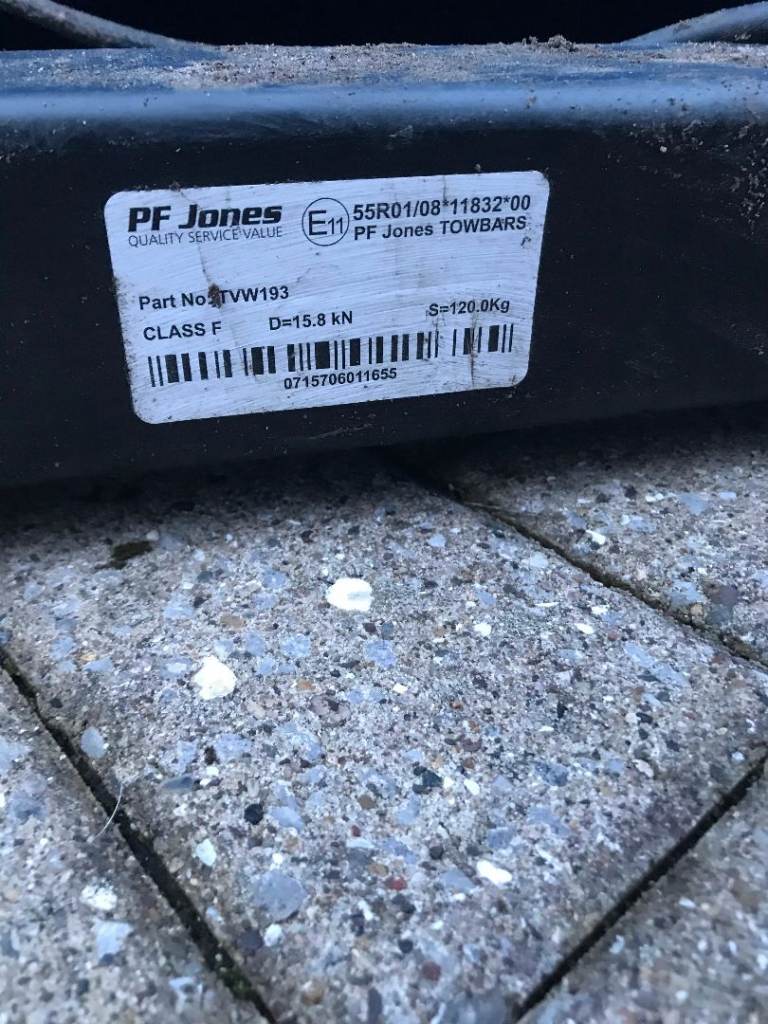 PF Jones
QUALITY SERVICE VALUE
E11
55R01/08*11832*00
PF Jones TOWBARS
Part No: TVW193
CLASS F D=15.8 kN S=120.0Kg
0715706011655